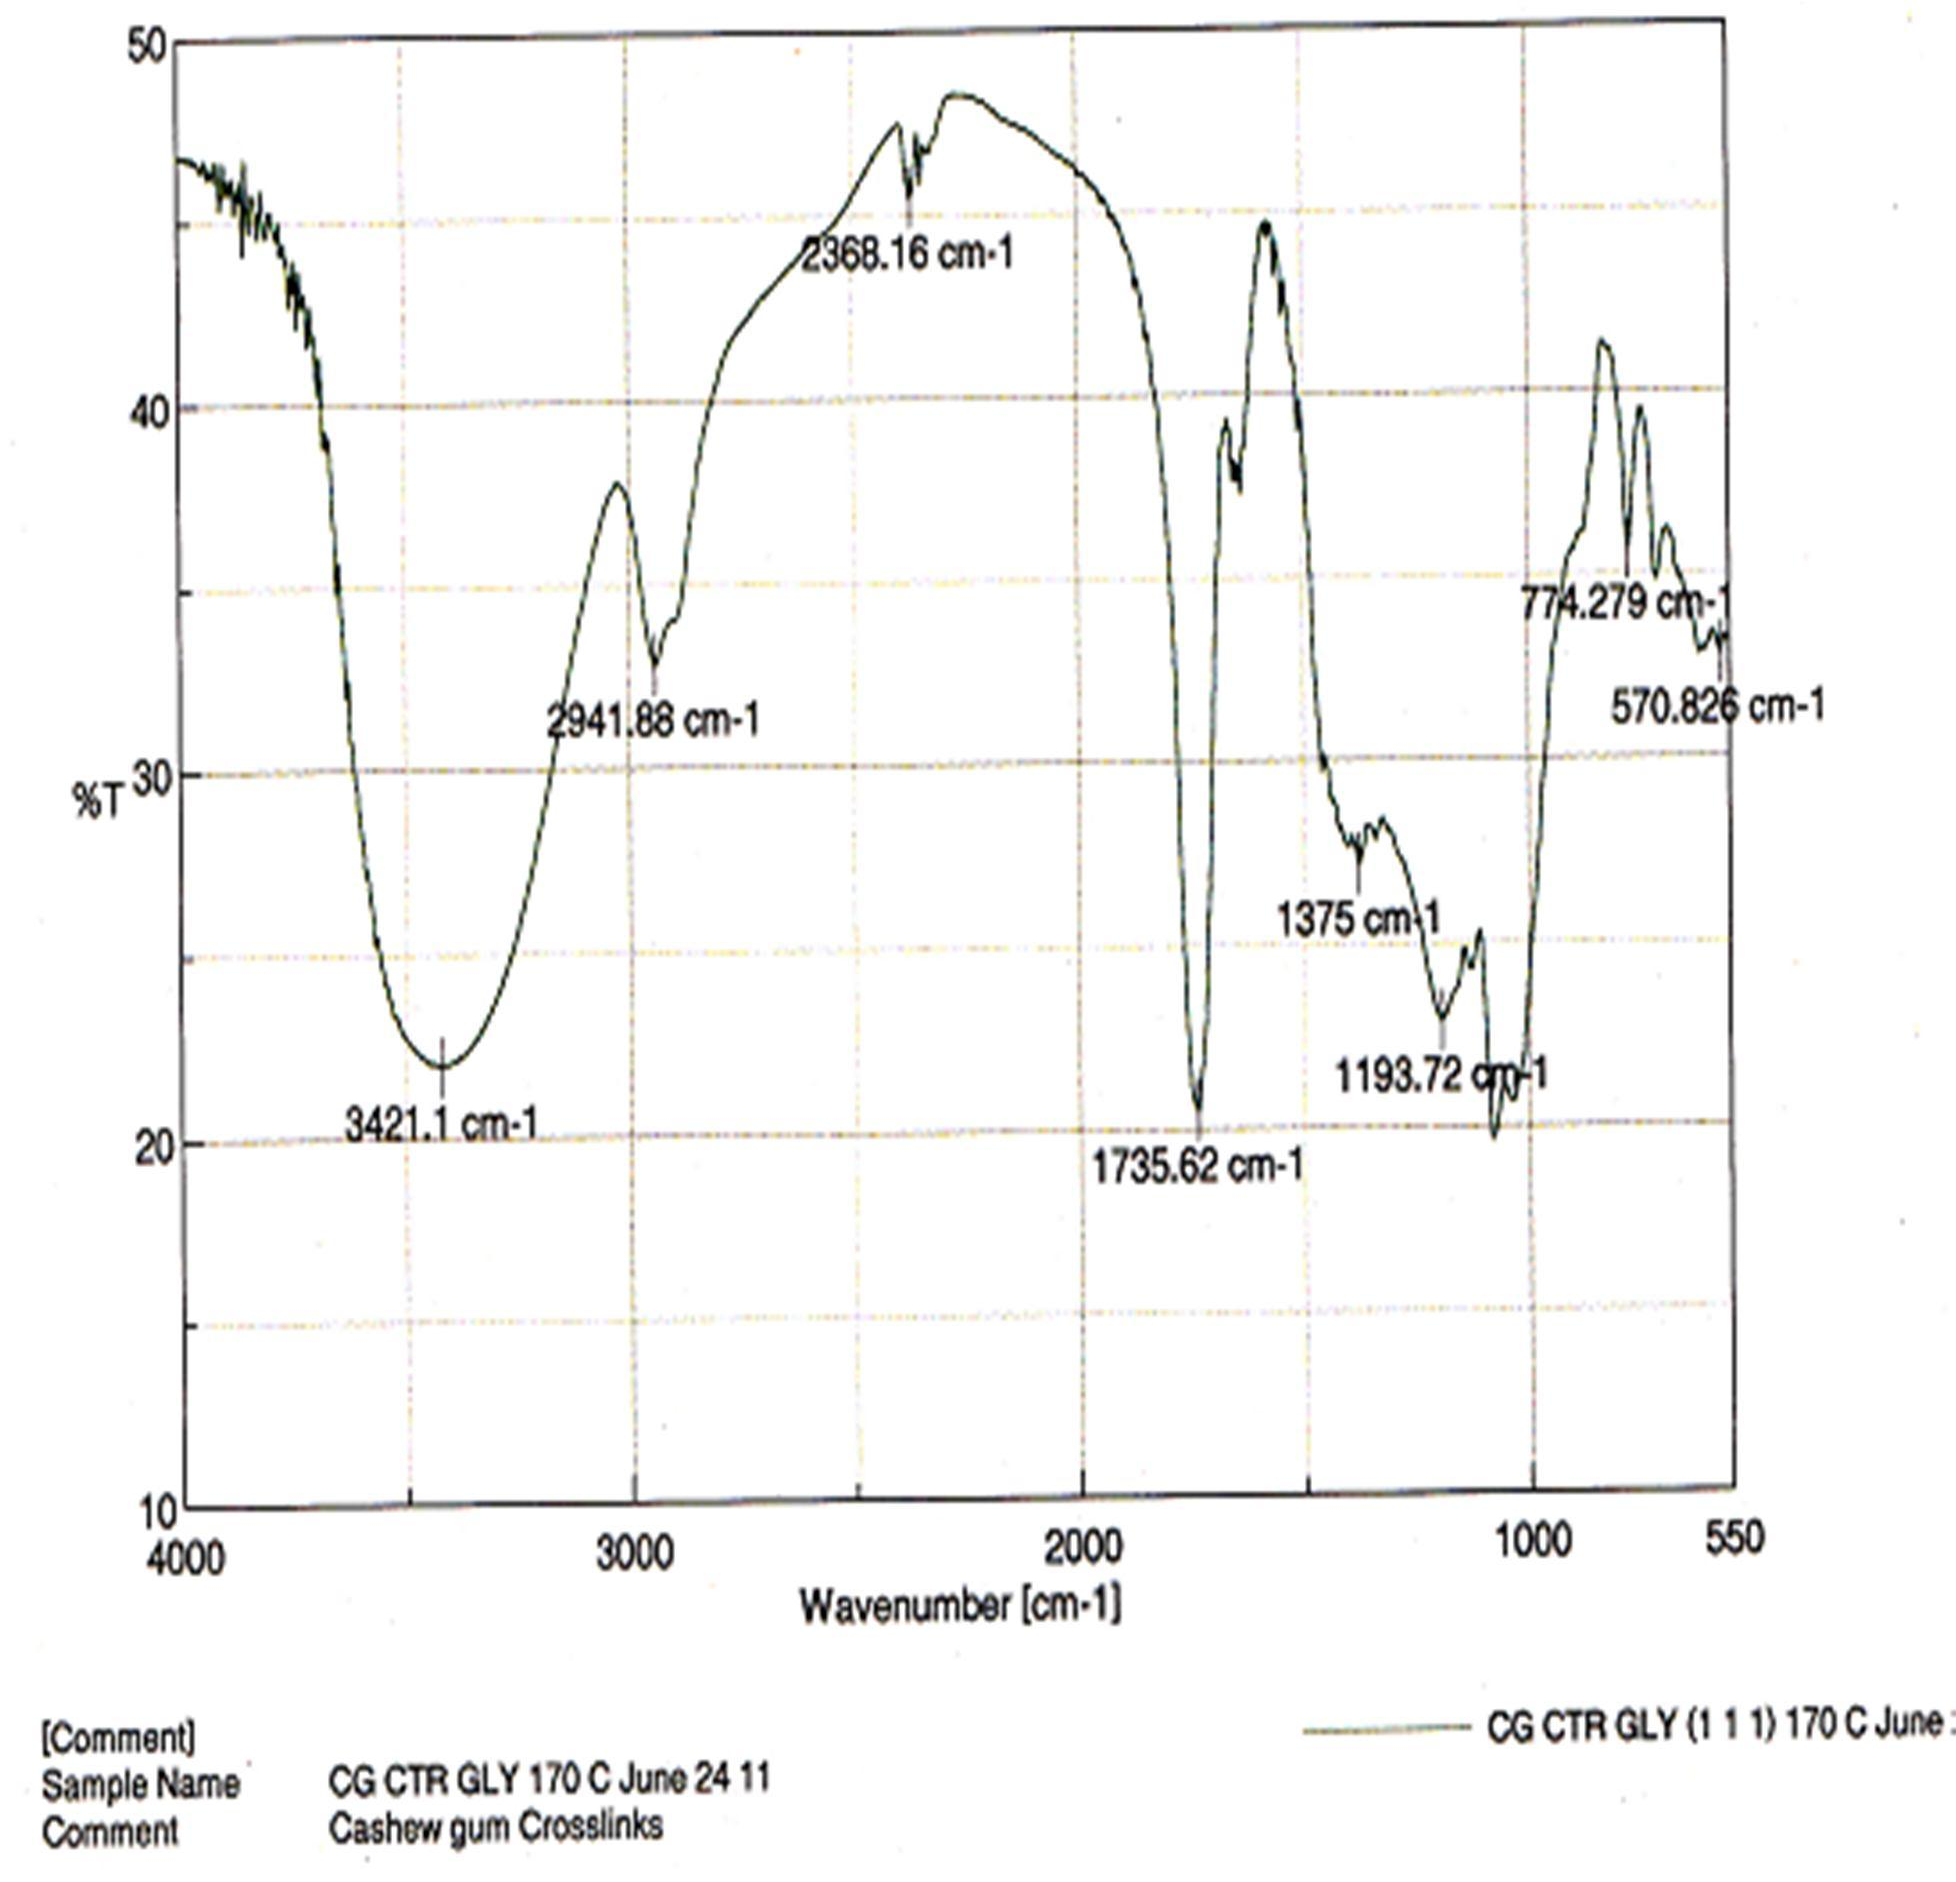 50
40
%T 30
20
10
2368.16 cm-1
2941.88 cm-1
3421.1 cm-1
1735.62 cm-1
1375 cm-1
1193.72 cm-1
774.279 cm-1
570.826 cm-1
4000 3000 2000 1000 550
Wavenumber [cm-1]
CG CTR GLY (1 1 1) 170 C June
[Comment]
Sample Name CG CTR GLY 170 C June 24 11
Comment Cashew gum Crosslinks